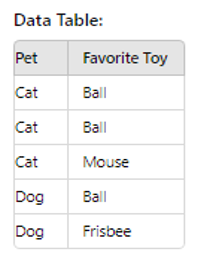 Data Table:
Pet Favorite Toy
Cat Ball
Cat Ball
Cat Mouse
Dog Ball
Dog Frisbee